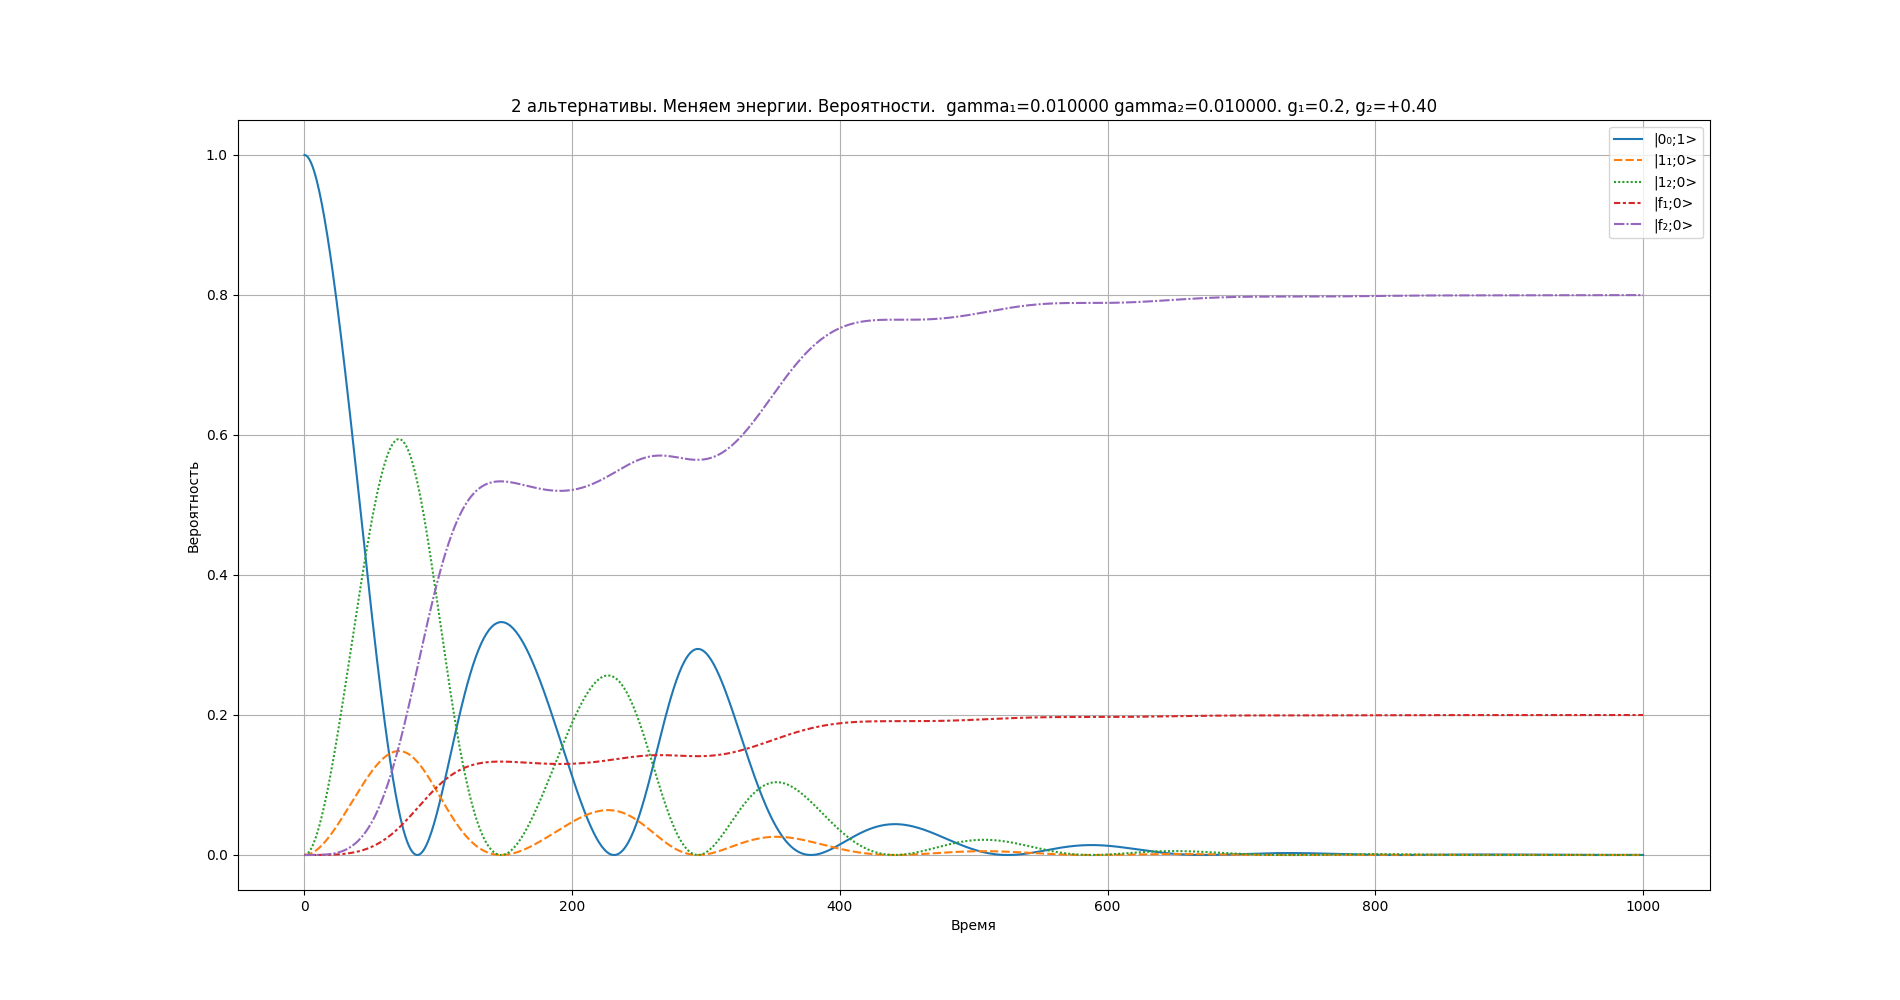 2 альтернативы. Меняем энергии. Вероятности.  gamma₁=0.010000 gamma₂=0.010000. g₁=0.2, g₂=+0.40
|0₀;1>
|1₁;0>
|1₂;0>
|f₁;0>
|f₂;0>
1.0
0.8
0.6
0.4
0.2
0.0
Вероятность
0 200 400 600 800 1000
Время